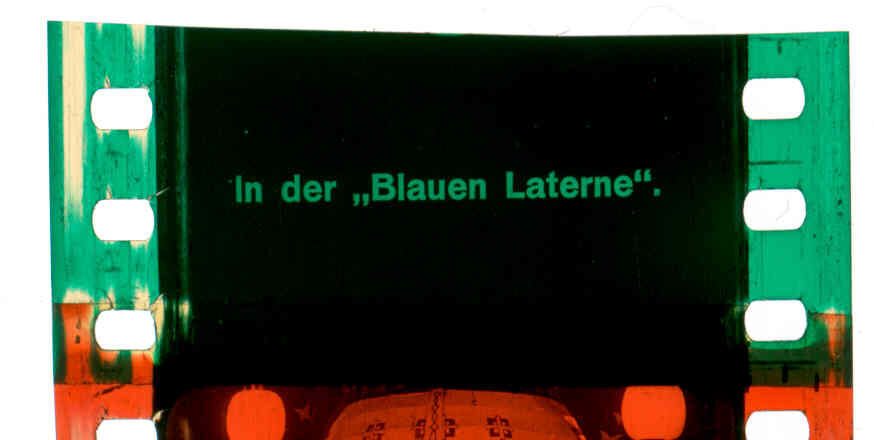 In der „Blauen Laterne“.